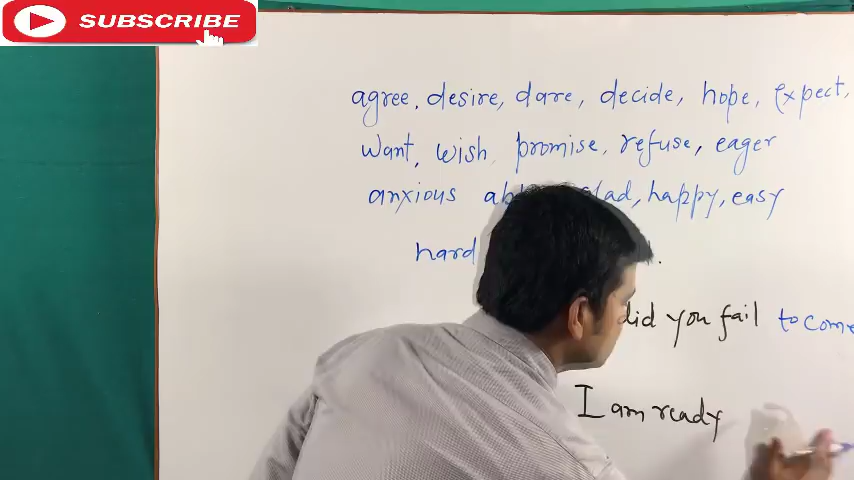 SUBSCRIBE
agree, desire, dare, decide, hope, expect,
want, wish, promise, refuse, eager
anxious glad, happy, easy
hard
did you fail to come
I am ready